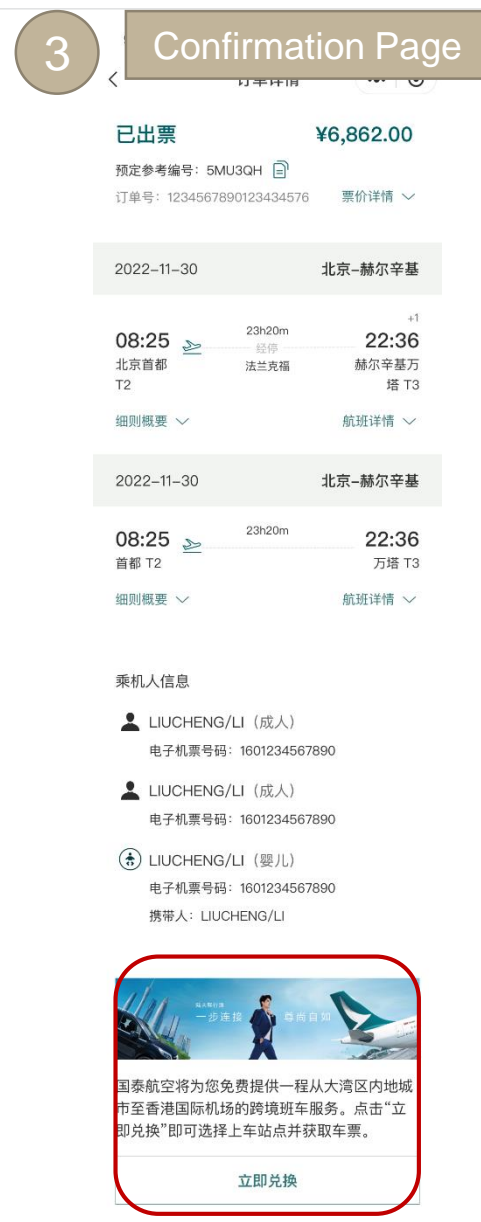 3
Confirmation Page
订单详情
已出票 ¥6,862.00
预定参考编号：5MU3QH
订单号：1234567890123434576 票价详情
2022-11-30 北京-赫尔辛基
+1
08:25 23h20m 22:36
经停
北京首都 法兰克福 赫尔辛基万
T2 塔 T3
细则概要 航班详情
2022-11-30 北京-赫尔辛基
08:25 23h20m 22:36
首都 T2 万塔 T3
细则概要 航班详情
乘机人信息
LIUCHENG/LI（成人）
电子机票号码：1601234567890
LIUCHENG/LI（成人）
电子机票号码：1601234567890
LIUCHENG/LI（婴儿）
电子机票号码：1601234567890
携带人：LIUCHENG/LI
一步连接 尊尚自如
国泰航空将为您免费提供一程从大湾区内地城
市至香港国际机场的跨境班车服务。点击“立
即兑换”即可选择上车站点并获取车票。
立即兑换